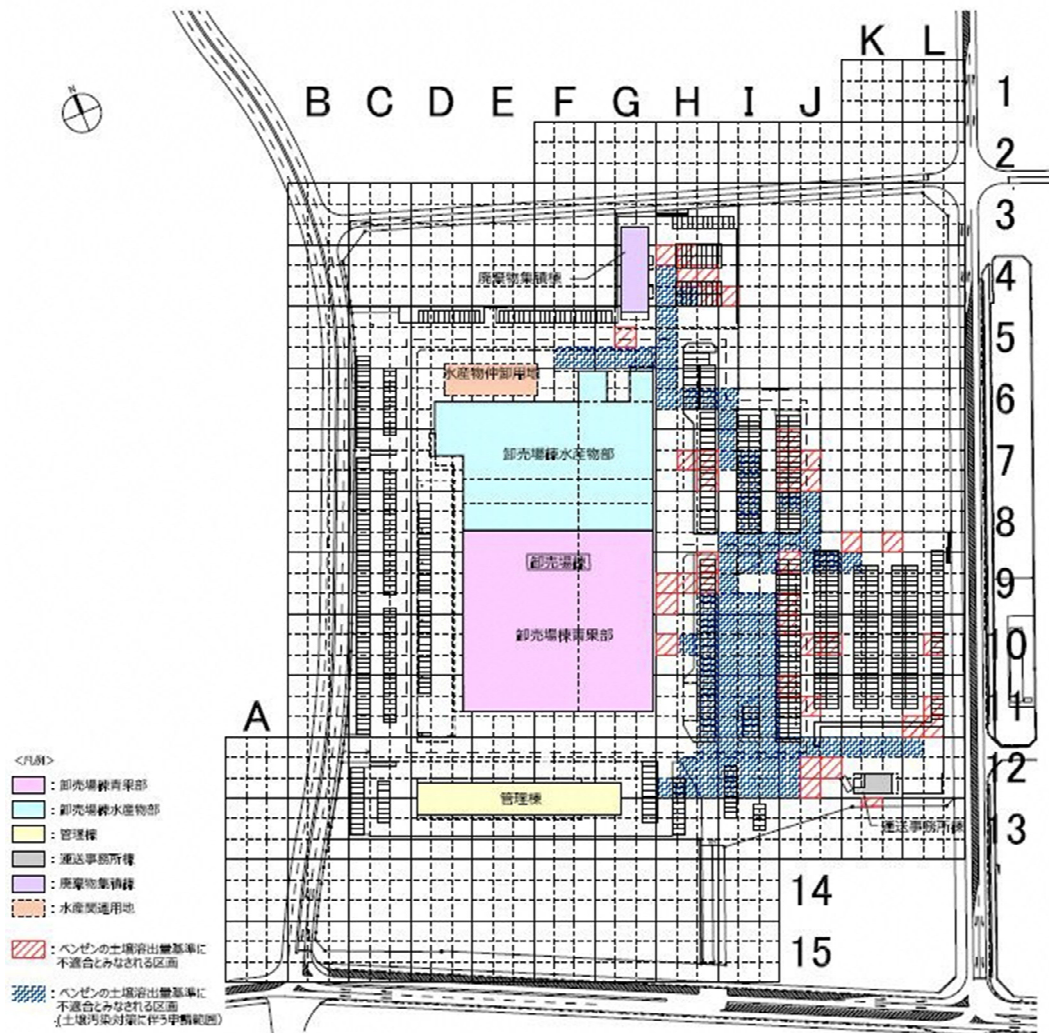 N
K L
B C D E F G H I J
1
2
3
4
廃棄物集積棟
5
水産物仲卸用地
6
卸売場棟水産物部
7
8
卸売場棟
9
卸売場棟青果部
10
11
A
12
管理棟
運送事務所棟
13
14
15
<凡例>
：卸売場棟青果部
：卸売場棟水産物部
：管理棟
：運送事務所棟
：廃棄物集積棟
：水産関連用地
：ベンゼンの土壌溶出量基準に
不適合とみなされる区画
：ベンゼンの土壌溶出量基準に
不適合とみなされる区画
(土壌汚染対策に伴う申請範囲)